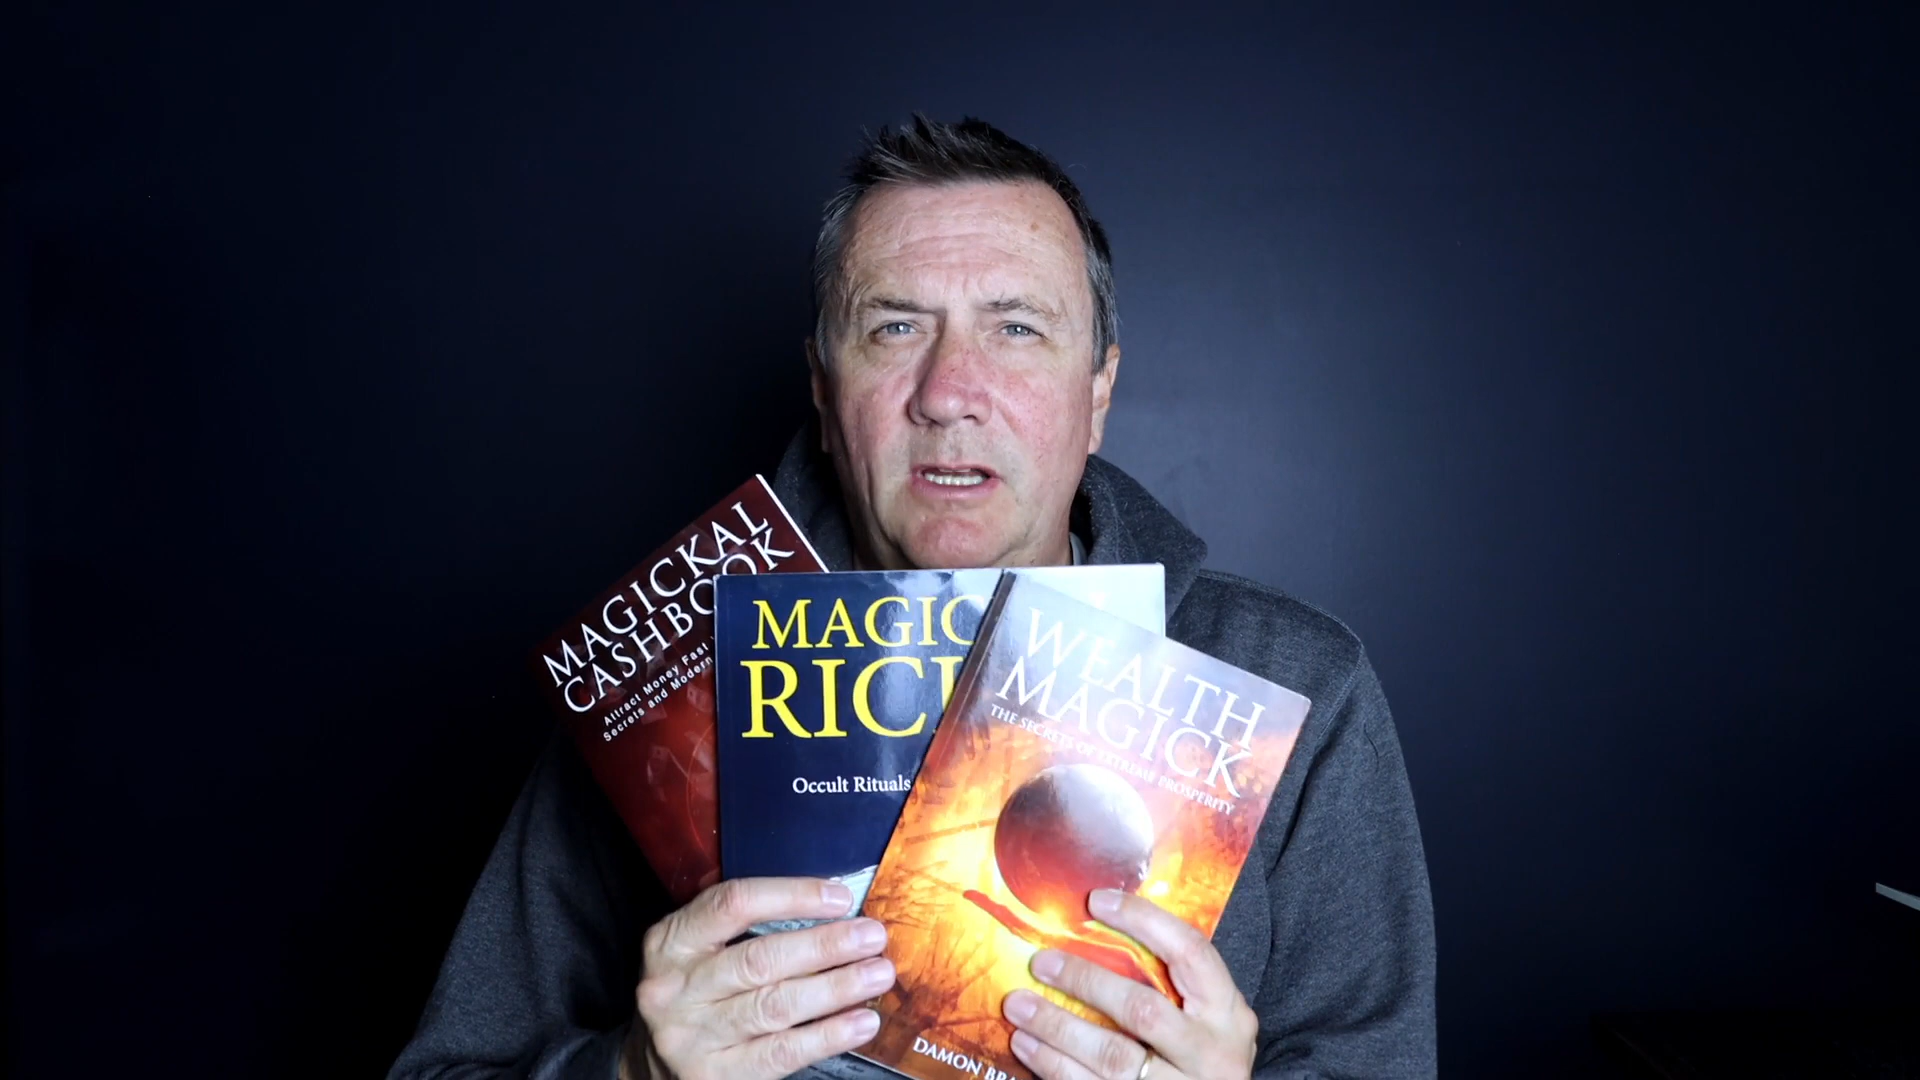 MAGICKAL
CASHBOOK
Attract Money Fast
Secrets and Modern
MAGIC
RIC
Occult Rituals
WEALTH
MAGICK
THE SECRETS OF EXTREME PROSPERITY
DAMON BRA